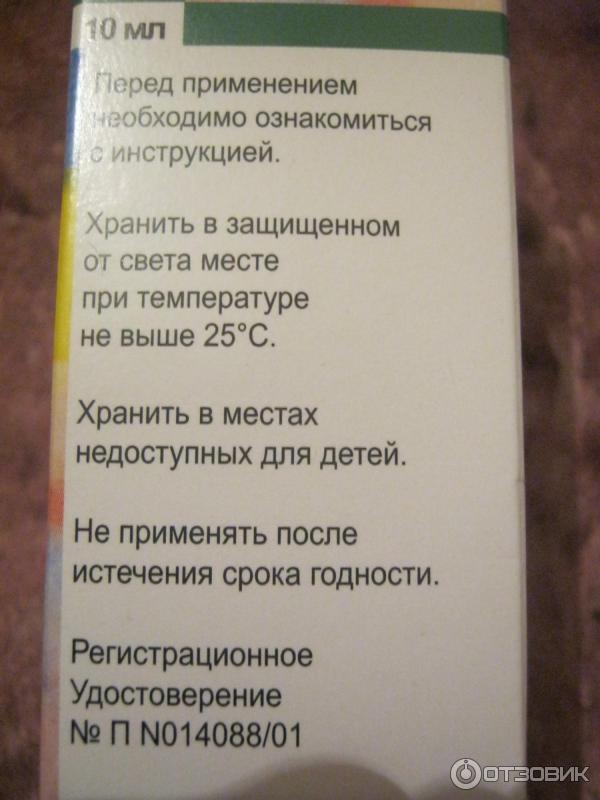 10 мл
Перед применением
необходимо ознакомиться
с инструкцией.
Хранить в защищенном
от света месте
при температуре
не выше 25°C.
Хранить в местах
недоступных для детей.
Не применять после
истечения срока годности.
Регистрационное
Удостоверение
№ П N014088/01
ОТЗОВИК